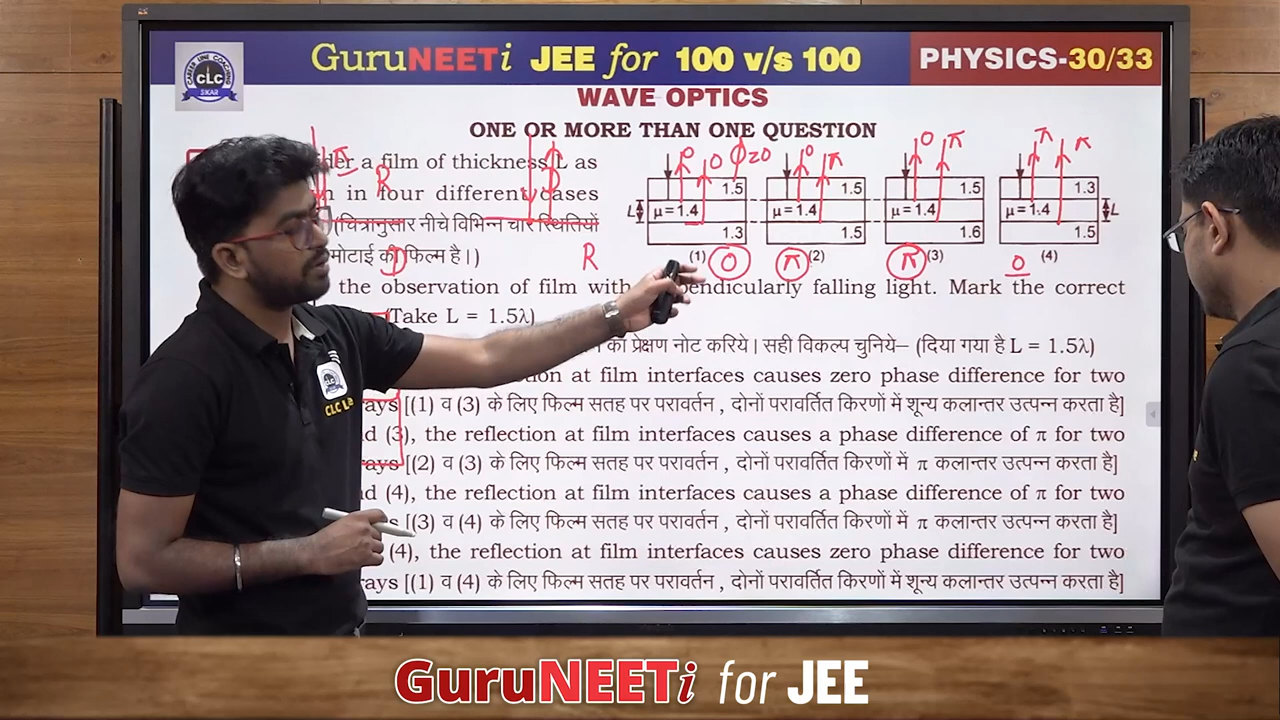 GuruNEETi JEE for 100 v/s 100
PHYSICS-30/33
CLC
SIKAR
WAVE OPTICS
ONE OR MORE THAN ONE QUESTION
der a film of thickness L as
n in four different cases
(चित्रानुसार नीचे विभिन्न चार स्थितियों
मोटाई की फिल्म है।)
π R D
D R
0 0 ϕ=0 0 π 0 π π π
1.5 1.5 1.5 1.3
L μ = 1.4 μ = 1.4 μ = 1.4 μ = 1.4 L
1.3 1.5 1.6 1.5
(1) 0 π (2) π (3) 0 (4)
the observation of film with pendicularly falling light. Mark the correct
(Take L = 1.5λ)
का प्रेक्षण नोट करिये। सही विकल्प चुनिये– (दिया गया है L = 1.5λ)
tion at film interfaces causes zero phase difference for two
rays [(1) व (3) के लिए फिल्म सतह पर परावर्तन , दोनों परावर्तित किरणों में शून्य कलान्तर उत्पन्न करता है]
d (3), the reflection at film interfaces causes a phase difference of π for two
rays [(2) व (3) के लिए फिल्म सतह पर परावर्तन , दोनों परावर्तित किरणों में π कलान्तर उत्पन्न करता है]
d (4), the reflection at film interfaces causes a phase difference of π for two
s [(3) व (4) के लिए फिल्म सतह पर परावर्तन , दोनों परावर्तित किरणों में π कलान्तर उत्पन्न करता है]
(4), the reflection at film interfaces causes zero phase difference for two
rays [(1) व (4) के लिए फिल्म सतह पर परावर्तन , दोनों परावर्तित किरणों में शून्य कलान्तर उत्पन्न करता है]
CLC
GuruNEETi for JEE